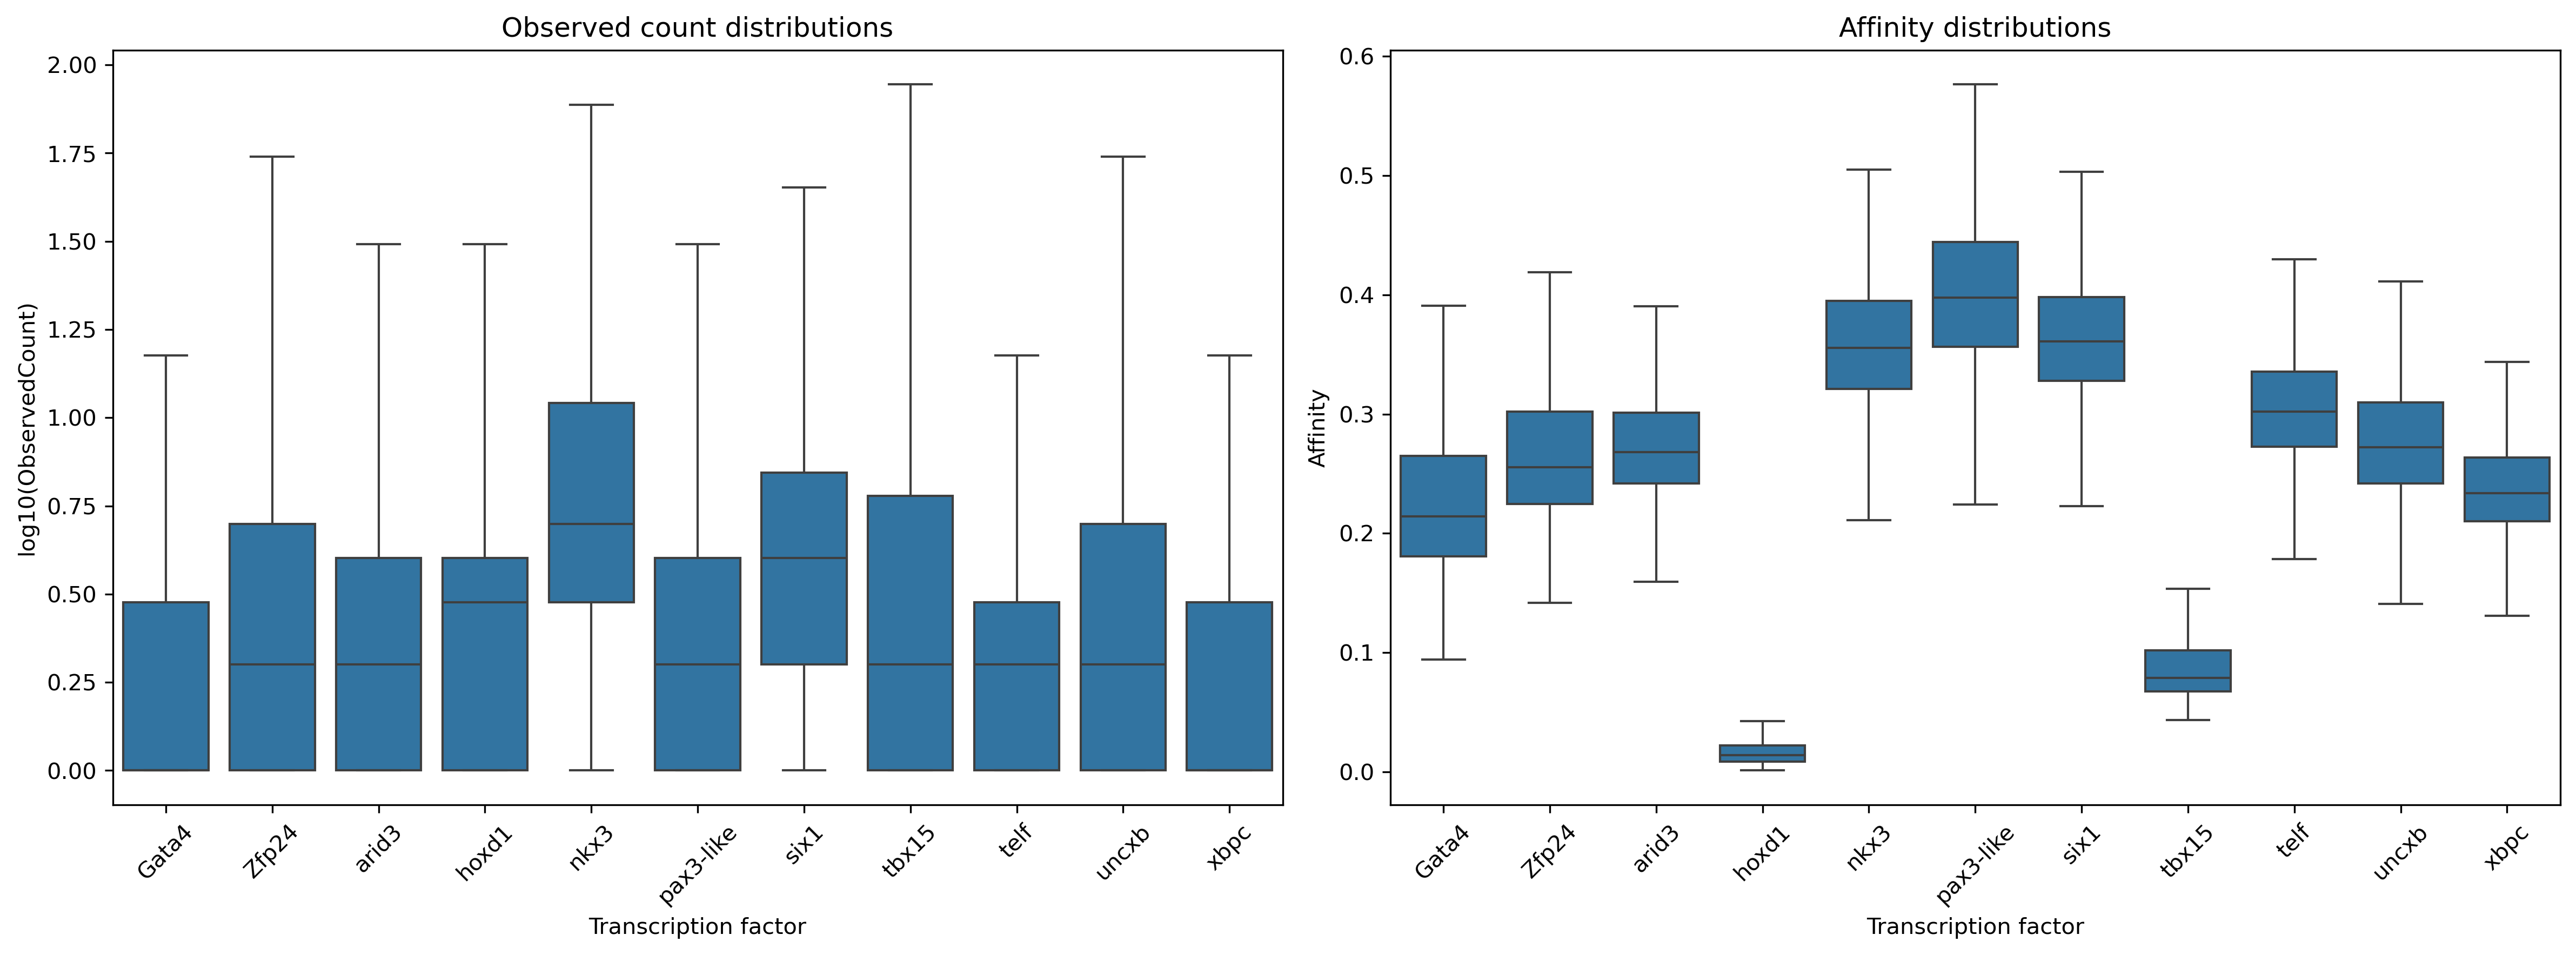 Observed count distributions
log10(ObservedCount)
2.00
1.75
1.50
1.25
1.00
0.75
0.50
0.25
0.00
Gata4
Zfp24
arid3
hoxd1
nkx3
pax3-like
six1
tbx15
telf
uncxb
xbpc
Transcription factor
Affinity distributions
Affinity
0.6
0.5
0.4
0.3
0.2
0.1
0.0
Gata4
Zfp24
arid3
hoxd1
nkx3
pax3-like
six1
tbx15
telf
uncxb
xbpc
Transcription factor